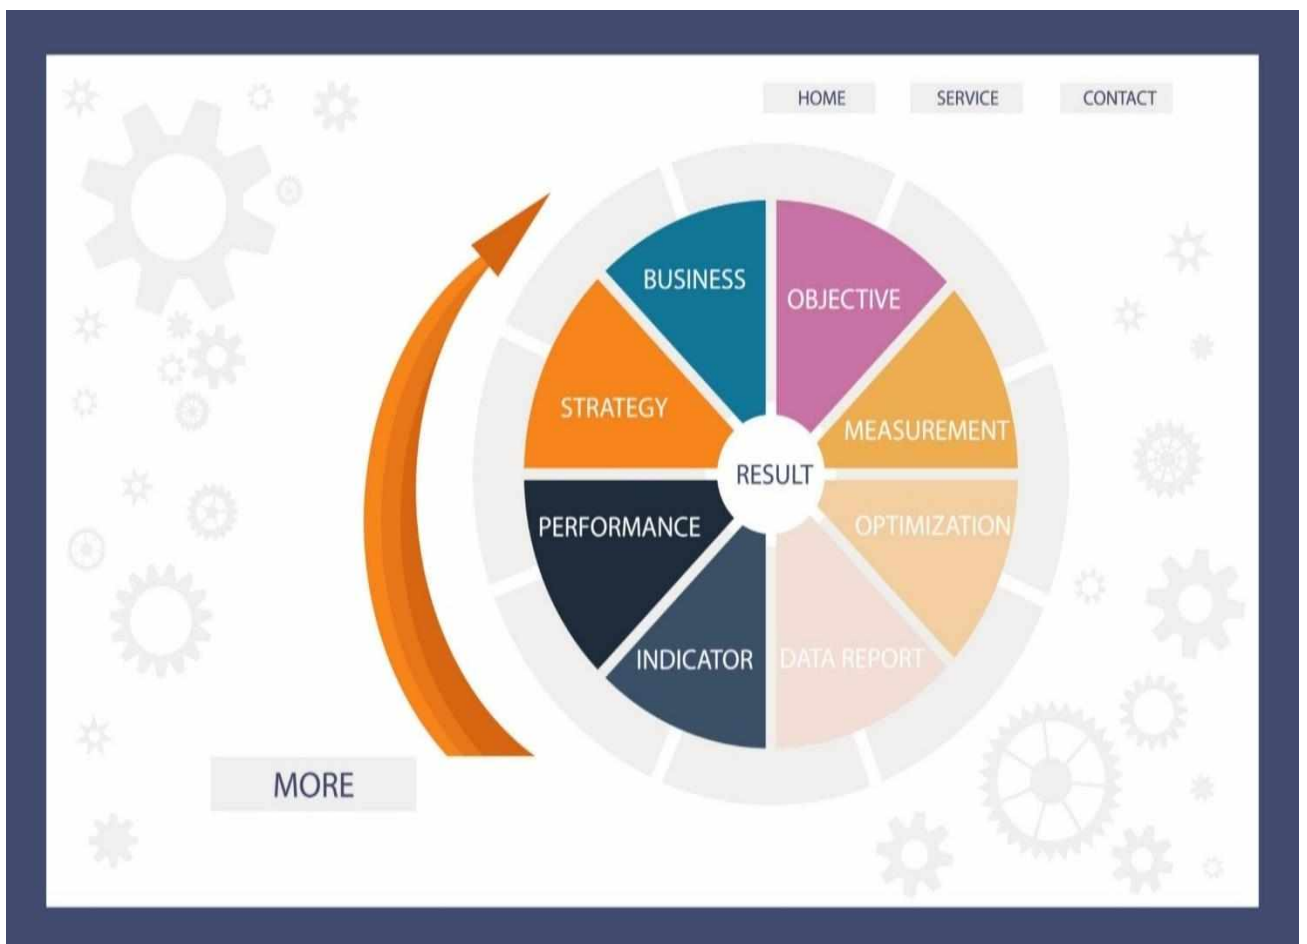 HOME
SERVICE
CONTACT
BUSINESS
OBJECTIVE
STRATEGY
MEASUREMENT
RESULT
PERFORMANCE
OPTIMIZATION
INDICATOR
DATA REPORT
MORE